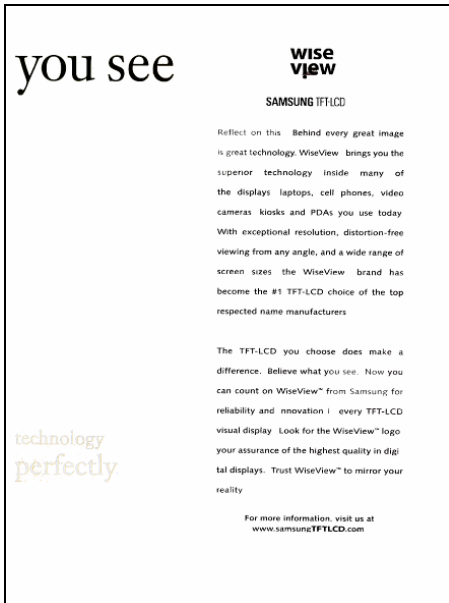 you see
wise
view
SAMSUNG TFT-LCD
Reflect on this Behind every great image
is great technology. WiseView brings you the
superior technology inside many of
the displays laptops, cell phones, video
cameras kiosks and PDAs you use today
With exceptional resolution, distortion-free
viewing from any angle, and a wide range of
screen sizes the WiseView brand has
become the #1 TFT-LCD choice of the top
respected name manufacturers
The TFT-LCD you choose does make a
difference. Believe what you see. Now you
can count on WiseView™ from Samsung for
reliability and nnovation i every TFT-LCD
visual display Look for the WiseView™ logo
your assurance of the highest quality in digi
tal displays. Trust WiseView™ to mirror your
reality
technology
perfectly
For more information, visit us at
www.samsungTFTLCD.com